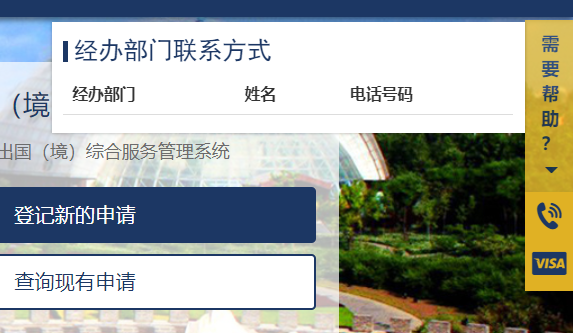 经办部门联系方式
经办部门 姓名 电话号码
（境
出国（境）综合服务管理系统
登记新的申请
查询现有申请
需要帮助？
VISA